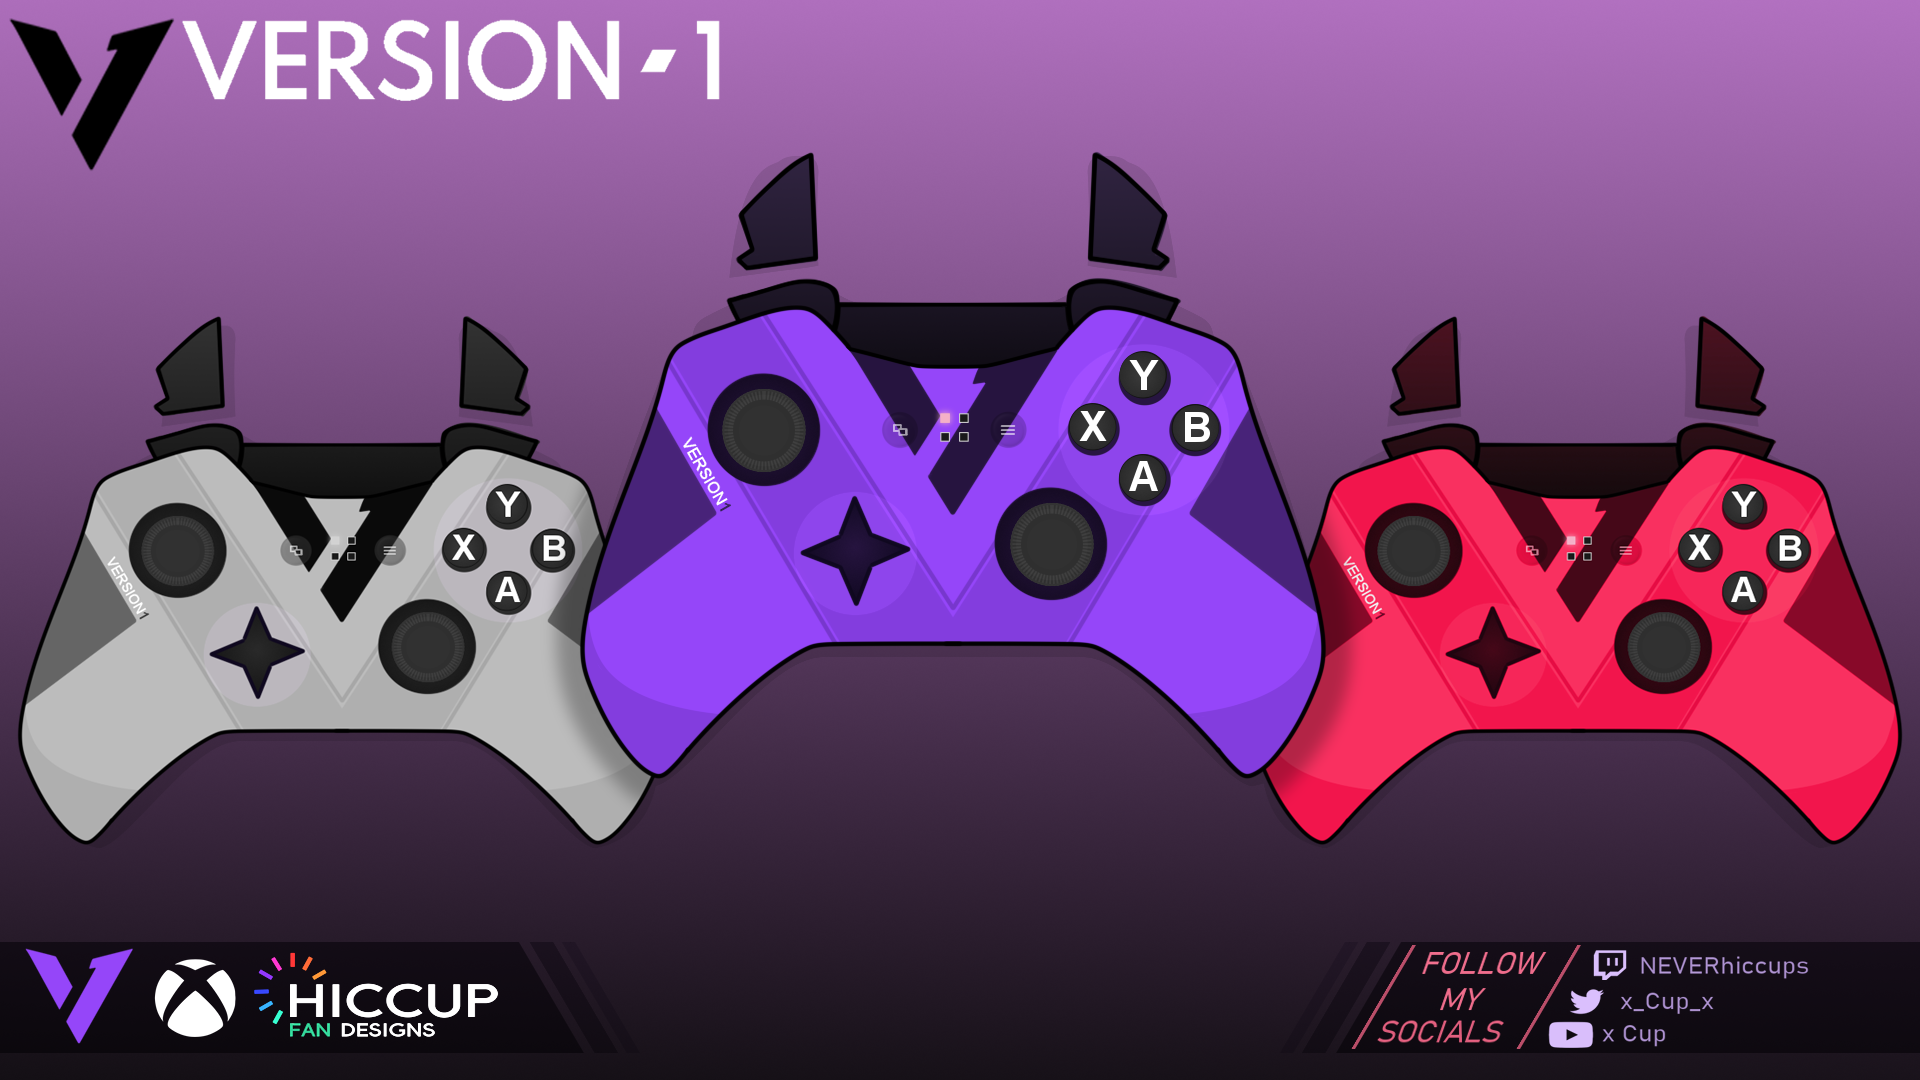 VERSION-1
Y
X B
A
VERSION1
Y
X B
A
VERSION1
Y
X B
A
VERSION1
HICCUP
FAN DESIGNS
FOLLOW
MY
SOCIALS
NEVERhiccups
x_Cup_x
x Cup